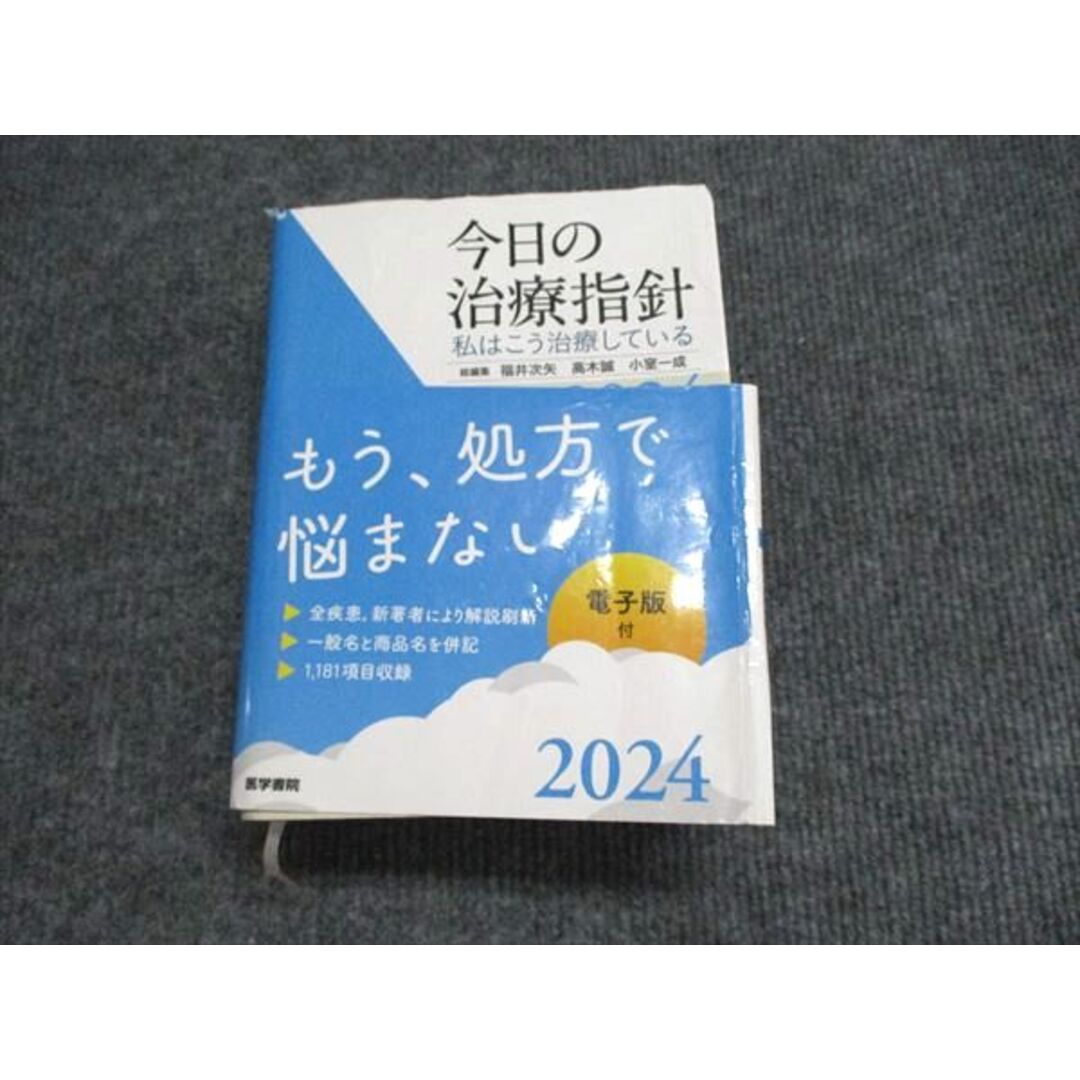 今日の
治療指針
私はこう治療している
総編集 福井次矢 高木誠 小室一成
もう、処方で
悩まない。
▶ 全疾患，新著者により解説刷新
▶ 一般名と商品名を併記
▶ 1,181項目収録
電子版
付
2024
医学書院